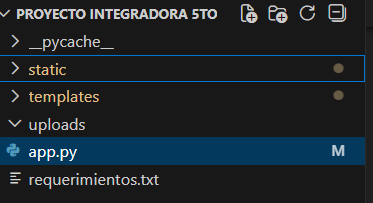 PROYECTO INTEGRADORA 5TO
__pycache__
static
templates
uploads
app.py M
requerimientos.txt